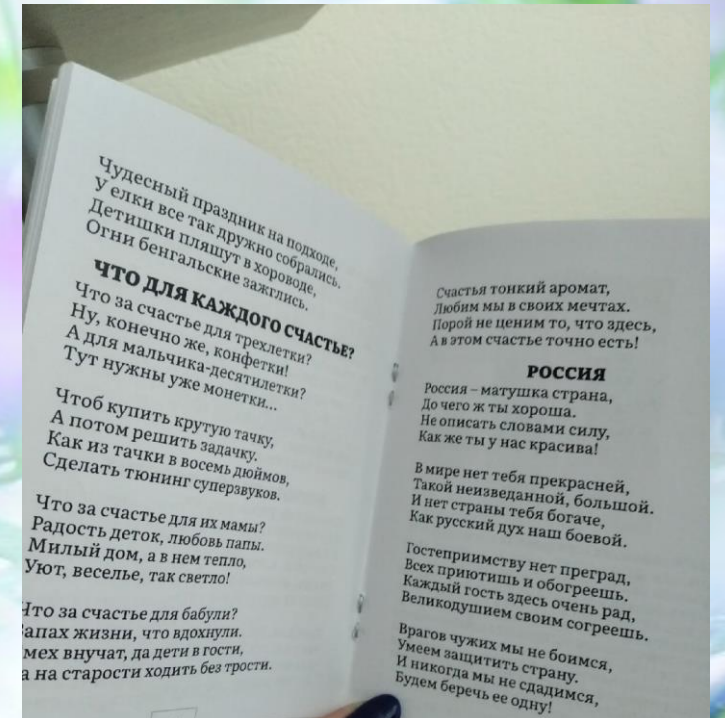 Чудесный праздник на подходе,
У елки все так дружно собрались.
Детишки пляшут в хороводе,
Огни бенгальские зажглись.
ЧТО ДЛЯ КАЖДОГО СЧАСТЬЕ?
Что за счастье для трехлетки?
Ну, конечно же, конфетки!
А для мальчика-десятилетки?
Тут нужны уже монетки...
Чтоб купить крутую тачку,
А потом решить задачку.
Как из тачки в восемь дюймов,
Сделать тюнинг суперзвуков.
Что за счастье для их мамы?
Радость деток, любовь папы.
Милый дом, а в нем тепло,
Уют, веселье, так светло!
Что за счастье для бабули?
Запах жизни, что вдохнули.
мех внучат, да дети в гости,
а на старости ходить без трости.
Счастья тонкий аромат,
Любим мы в своих мечтах.
Порой не ценим то, что здесь,
А в этом счастье точно есть!
РОССИЯ
Россия – матушка страна,
До чего ж ты хороша.
Не описать словами силу,
Как же ты у нас красива!
В мире нет тебя прекрасней,
Такой неизведанной, большой.
И нет страны тебя богаче,
Как русский дух наш боевой.
Гостеприимству нет преград,
Всех приютишь и обогреешь.
Каждый гость здесь очень рад,
Великодушием своим согреешь.
Врагов чужих мы не боимся,
Умеем защитить страну.
И никогда мы не сдадимся,
Будем беречь ее одну!